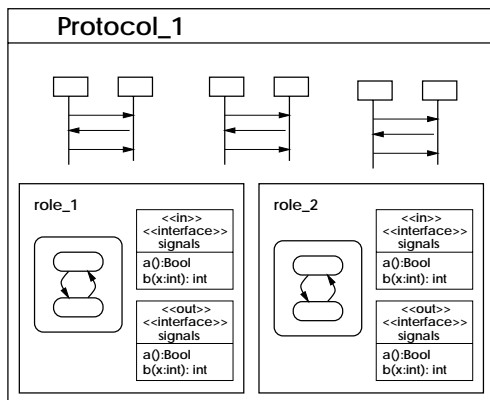 Protocol_1
role_1
<<in>>
<<interface>>
signals
a():Bool
b(x:int): int
<<out>>
<<interface>>
signals
a():Bool
b(x:int): int
role_2
<<in>>
<<interface>>
signals
a():Bool
b(x:int): int
<<out>>
<<interface>>
signals
a():Bool
b(x:int): int